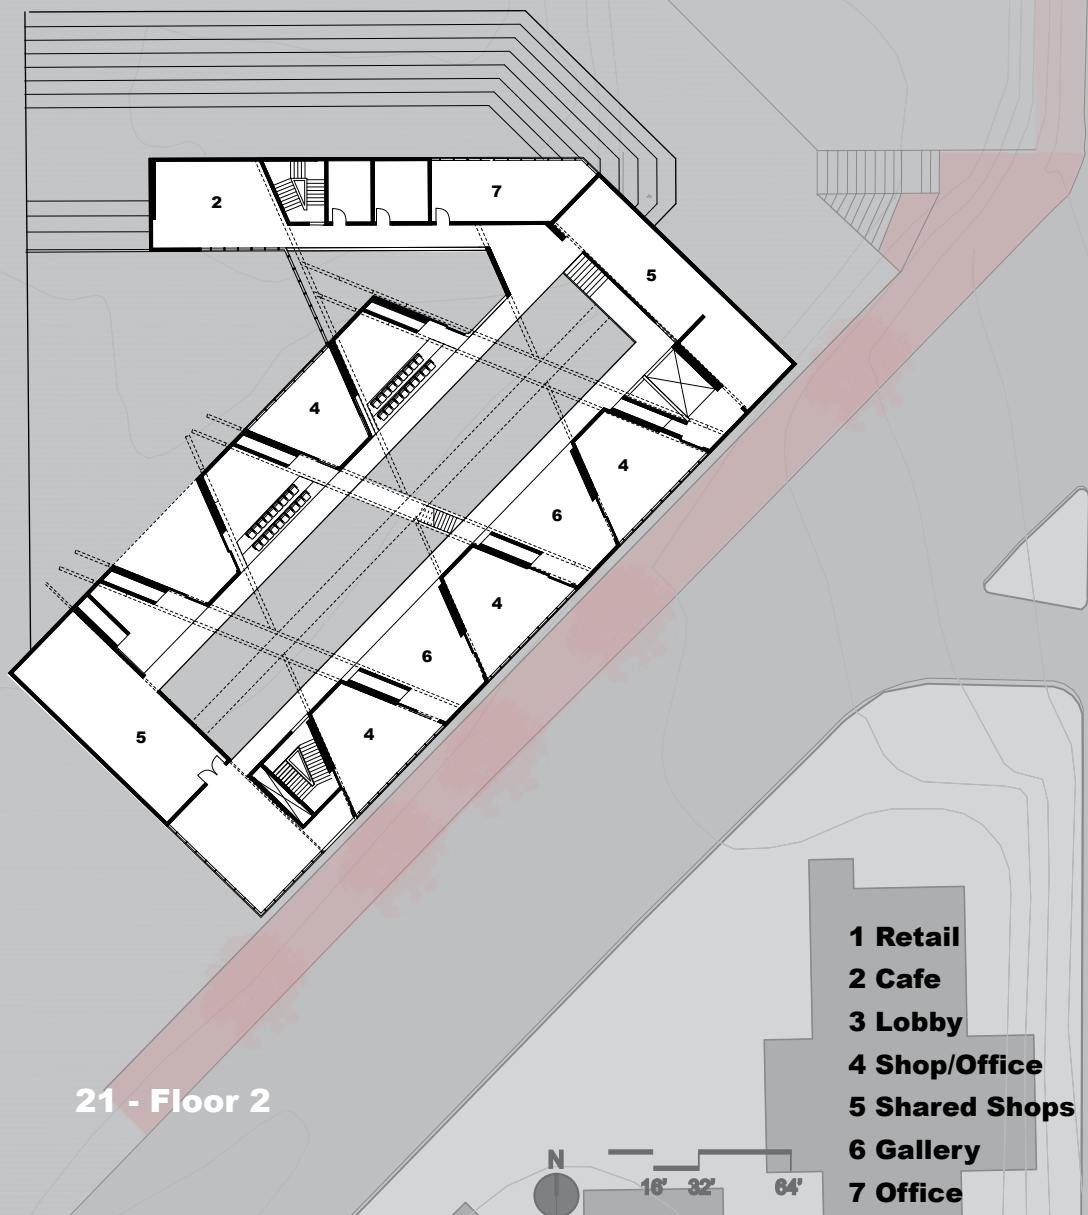 2
7
5
4
4
6
4
6
4
5
1 Retail
2 Cafe
3 Lobby
4 Shop/Office
5 Shared Shops
6 Gallery
7 Office
21 - Floor 2
N
16' 32' 64'